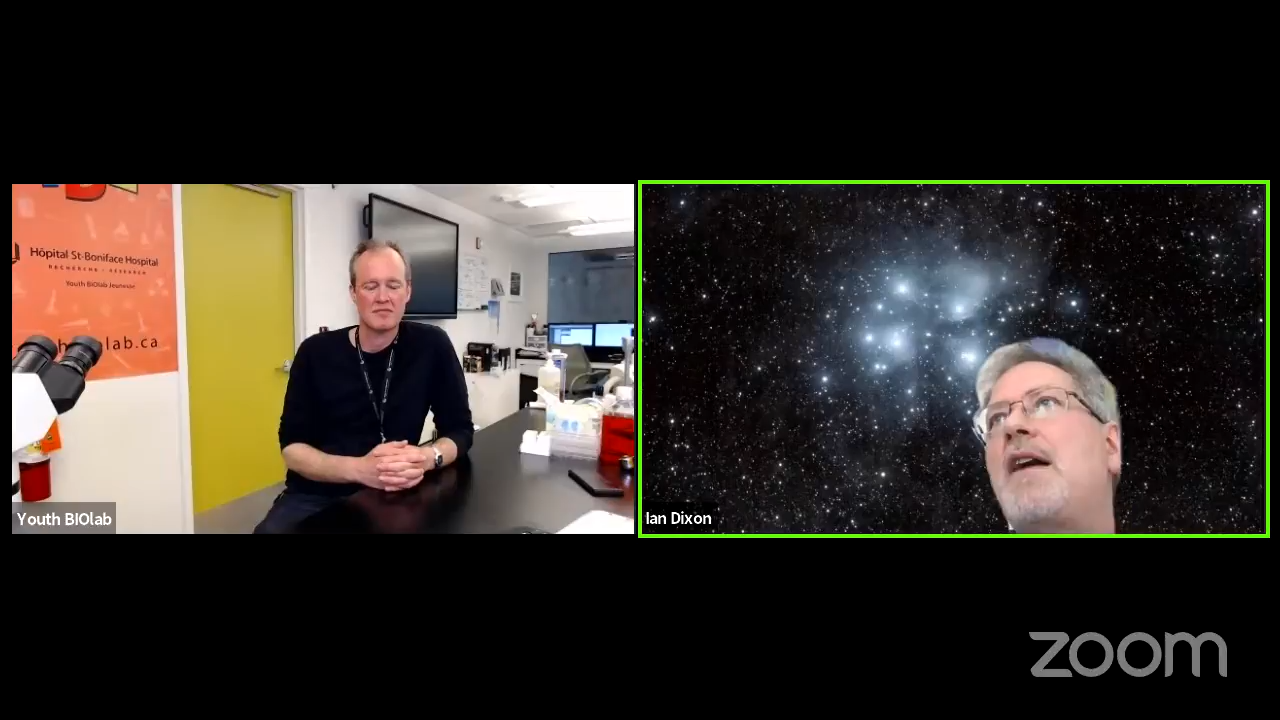 Hôpital St-Boniface Hospital
RECHERCHE • RESEARCH
Youth BIOlab Jeunesse
lab.ca
Youth BIOlab
Ian Dixon
zoom